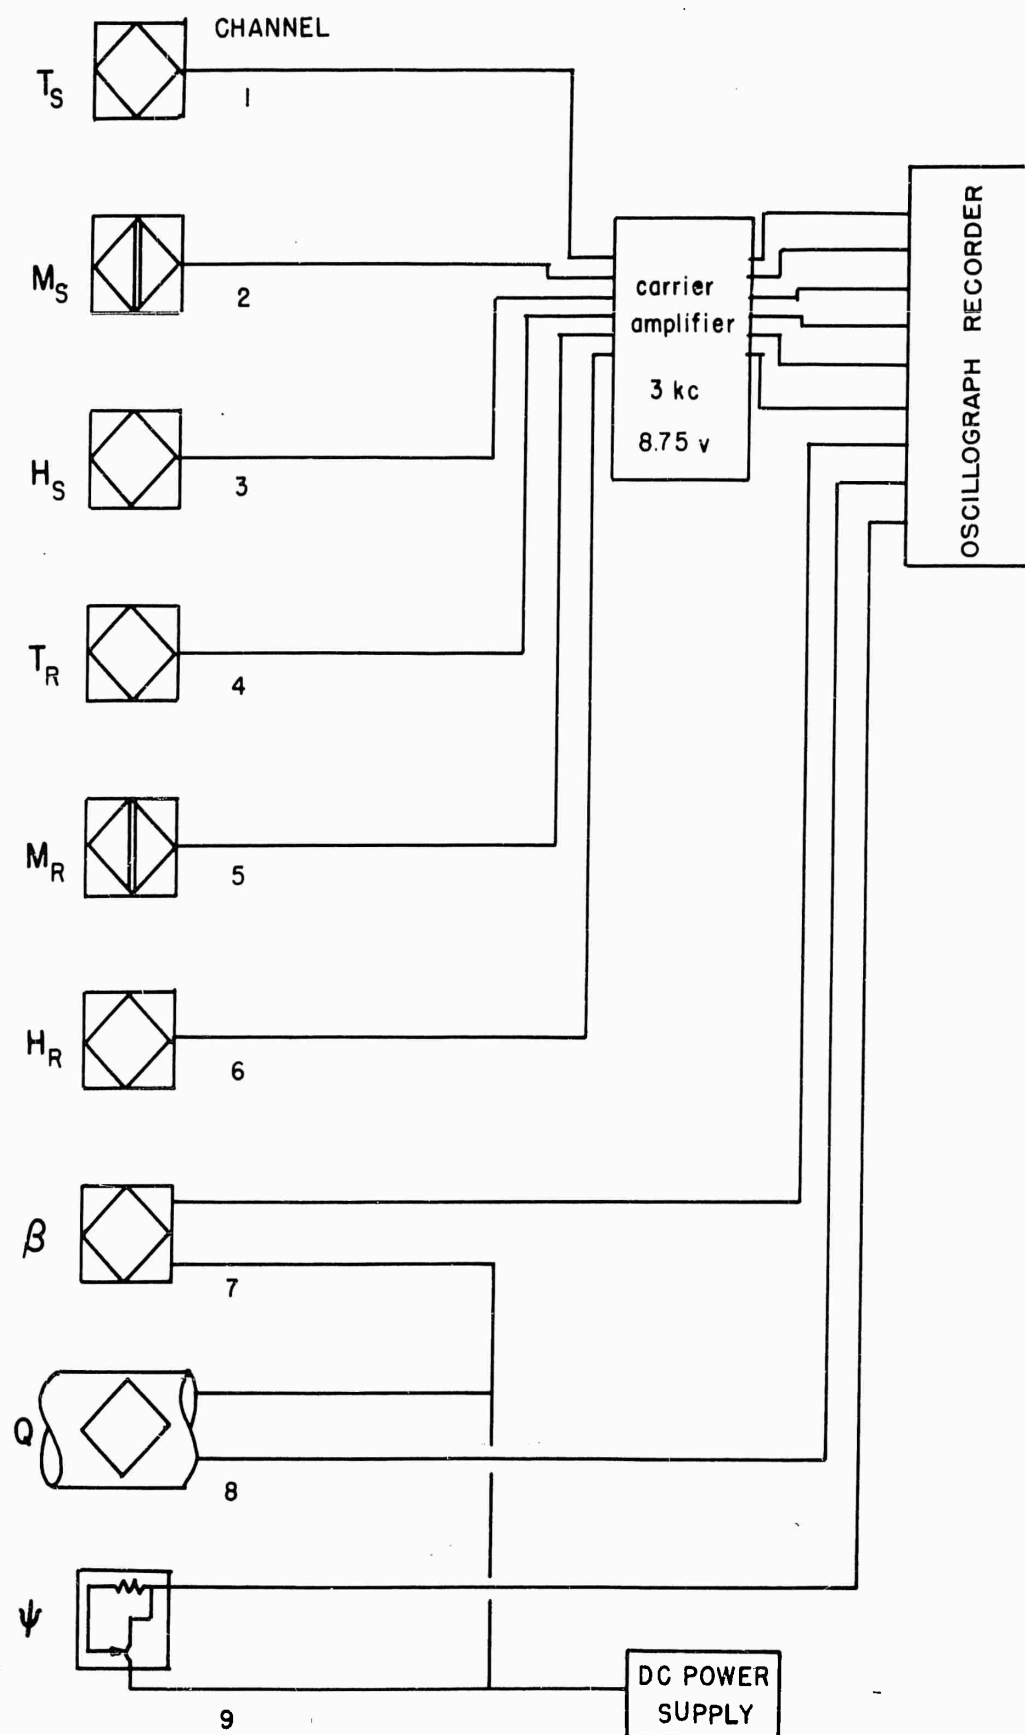 CHANNEL
T_S
1
M_S
2
H_S
3
T_R
4
M_R
5
H_R
6
β
7
Q
8
ψ
9
carrier
amplifier
3 kc
8.75 v
OSCILLOGRAPH RECORDER
DC POWER
SUPPLY